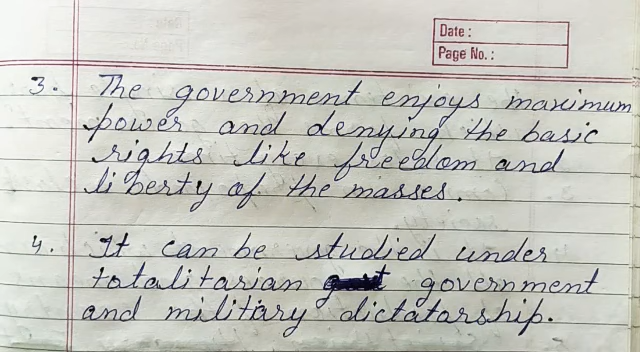 Date :
Page No. :
3. The government enjoys maximum
power and denying the basic
rights like freedom and
liberty of the masses.
4. It can be studied under
totalitarian government
and military dictatorship.